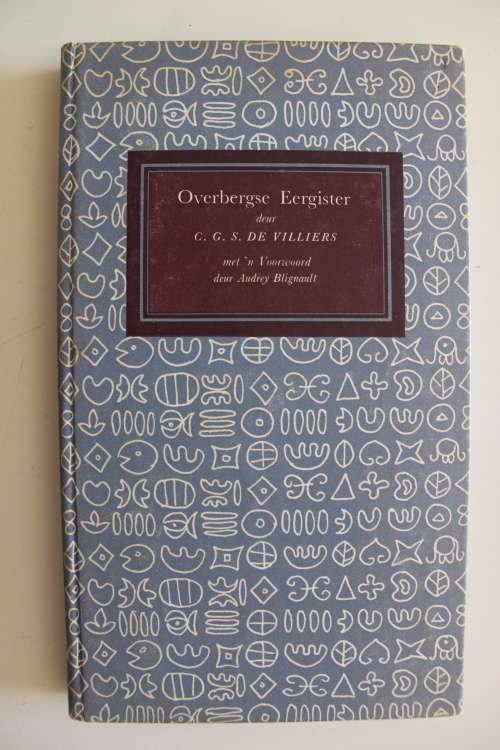 Overbergse Eergister
deur
C. G. S. DE VILLIERS
met 'n Voorwoord
deur Audrey Blignault